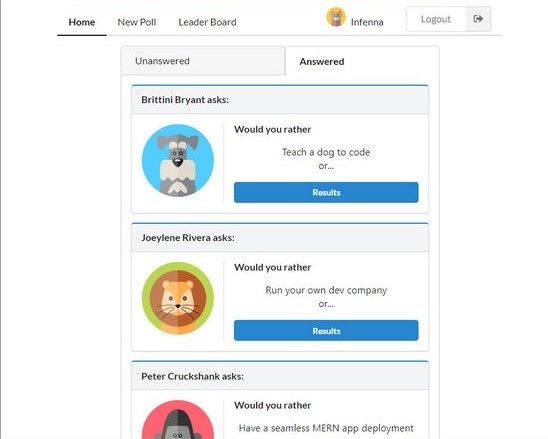 Home
New Poll
Leader Board
Infenna
Logout
Unanswered
Answered
Brittini Bryant asks:
Would you rather
Teach a dog to code
or...
Results
Joeylene Rivera asks:
Would you rather
Run your own dev company
or...
Results
Peter Cruckshank asks:
Would you rather
Have a seamless MERN app deployment